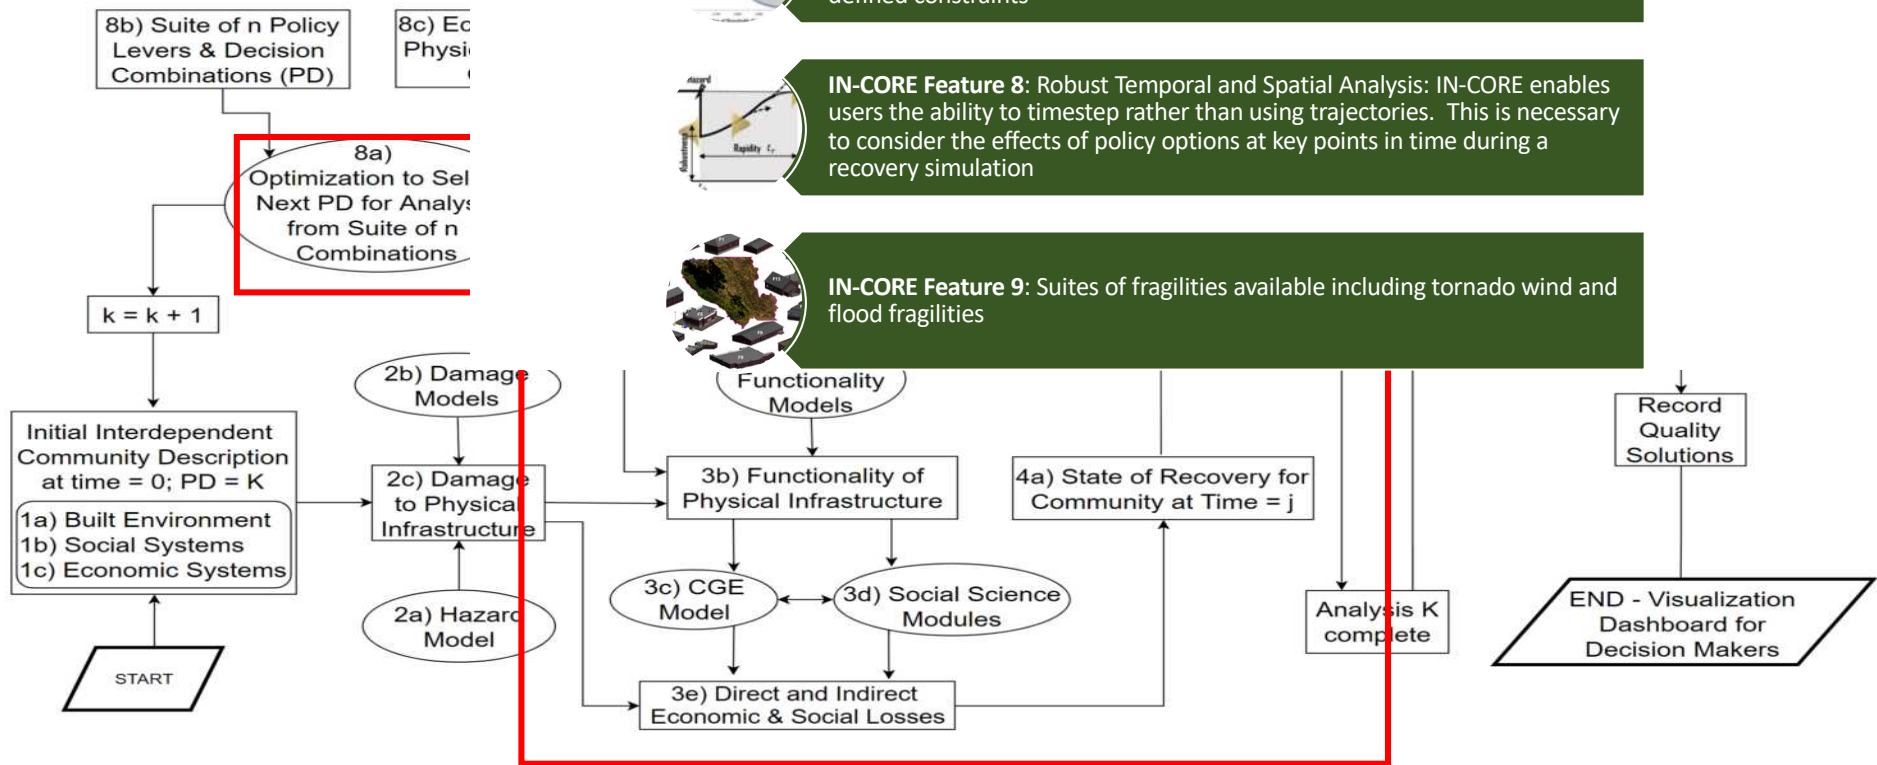 8b) Suite of n Policy
Levers & Decision
Combinations (PD)
8c)
defined constraints
IN-CORE Feature 8: Robust Temporal and Spatial Analysis: IN-CORE enables
users the ability to timestep rather than using trajectories. This is necessary
to consider the effects of policy options at key points in time during a
recovery simulation
Robustness
Rapidity
8a)
Optimization to Sel
Next PD for Analys
from Suite of n
Combinations
k = k + 1
IN-CORE Feature 9: Suites of fragilities available including tornado wind and
flood fragilities
2b) Damage
Models
Functionality
Models
Initial Interdependent
Community Description
at time = 0; PD = K
1a) Built Environment
1b) Social Systems
1c) Economic Systems
2c) Damage
to Physical
Infrastructure
2a) Hazard
Model
3b) Functionality of
Physical Infrastructure
3c) CGE
Model
3d) Social Science
Modules
3e) Direct and Indirect
Economic & Social Losses
4a) State of Recovery for
Community at Time = j
Analysis K
complete
Record
Quality
Solutions
END - Visualization
Dashboard for
Decision Makers
START